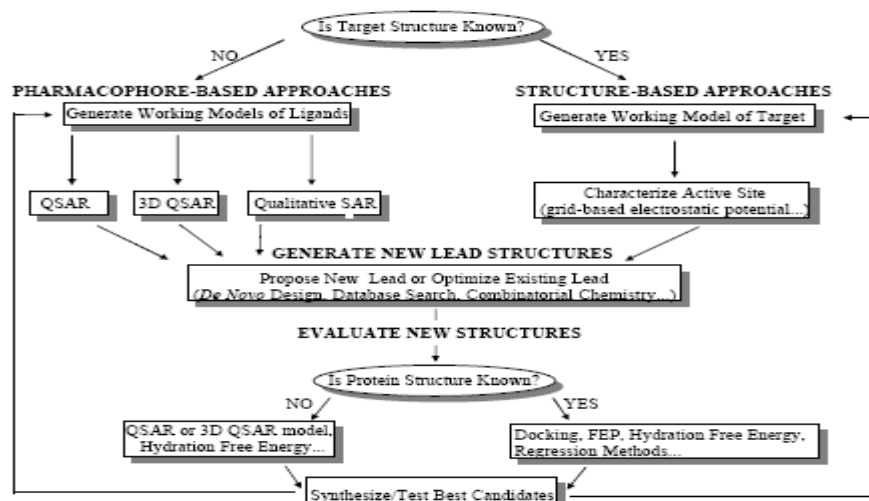 Is Target Structure Known?
NO
YES
PHARMACOPHORE-BASED APPROACHES
STRUCTURE-BASED APPROACHES
Generate Working Models of Ligands
Generate Working Model of Target
QSAR
3D QSAR
Qualitative SAR
Characterize Active Site
(grid-based electrostatic potential...)
GENERATE NEW LEAD STRUCTURES
Propose New Lead or Optimize Existing Lead
(De Novo Design, Database Search, Combinatorial Chemistry...)
EVALUATE NEW STRUCTURES
Is Protein Structure Known?
NO
YES
QSAR or 3D QSAR model,
Hydration Free Energy...
Docking, FEP, Hydration Free Energy,
Regression Methods...
Synthesize/Test Best Candidates